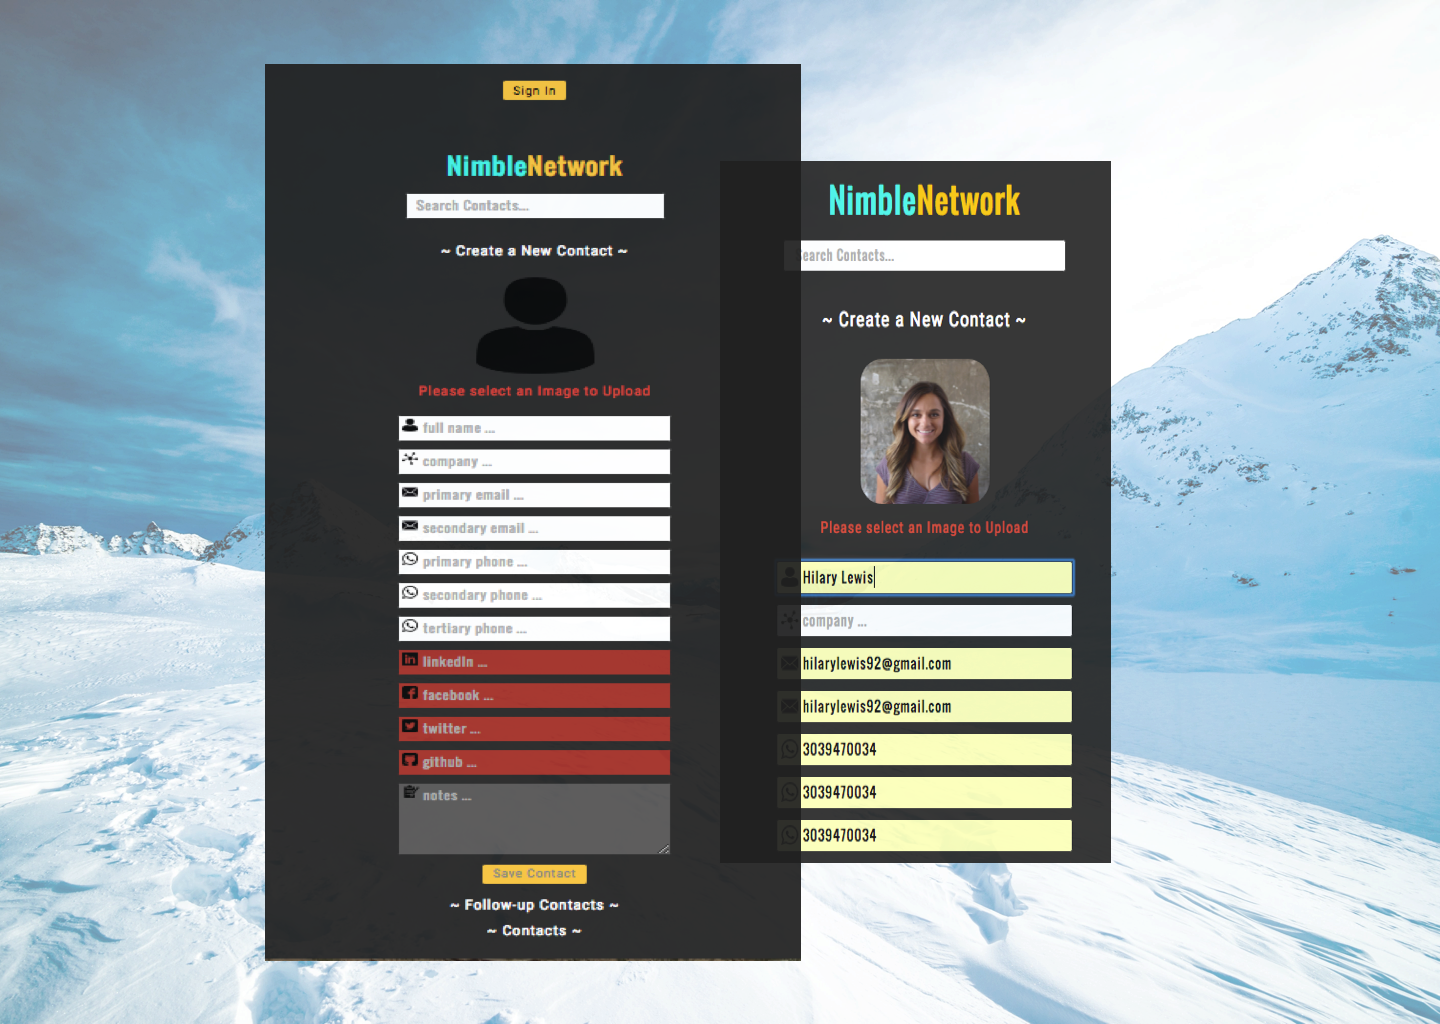 Sign In
NimbleNetwork
Search Contacts...
~ Create a New Contact ~
Please select an Image to Upload
full name ...
company ...
primary email ...
secondary email ...
primary phone ...
secondary phone ...
tertiary phone ...
linkedIn ...
facebook ...
twitter ...
github ...
notes ...
Save Contact
~ Follow-up Contacts ~
~ Contacts ~
NimbleNetwork
Search Contacts...
~ Create a New Contact ~
Please select an Image to Upload
Hilary Lewis
company ...
hilarylewis92@gmail.com
hilarylewis92@gmail.com
3039470034
3039470034
3039470034